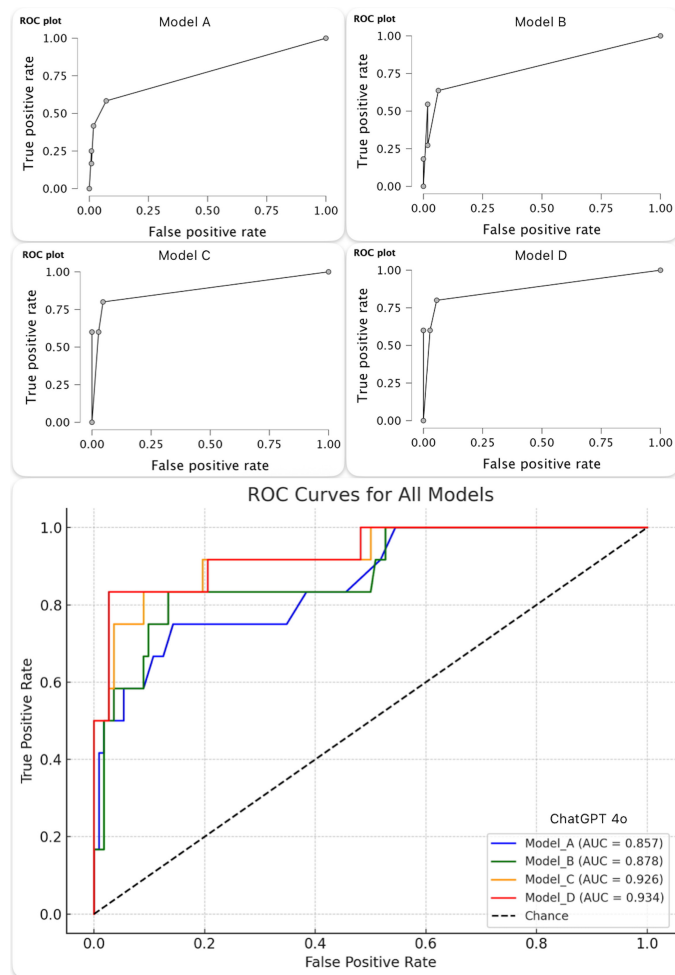 ROC plot
Model A
True positive rate
1.00
0.75
0.50
0.25
0.00
0.00 0.25 0.50 0.75 1.00
False positive rate
ROC plot
Model B
True positive rate
1.00
0.75
0.50
0.25
0.00
0.00 0.25 0.50 0.75 1.00
False positive rate
ROC plot
Model C
True positive rate
1.00
0.75
0.50
0.25
0.00
0.00 0.25 0.50 0.75 1.00
False positive rate
ROC plot
Model D
True positive rate
1.00
0.75
0.50
0.25
0.00
0.00 0.25 0.50 0.75 1.00
False positive rate
ROC Curves for All Models
True Positive Rate
1.0
0.8
0.6
0.4
0.2
0.0
ChatGPT 4o
Model_A (AUC = 0.857)
Model_B (AUC = 0.878)
Model_C (AUC = 0.926)
Model_D (AUC = 0.934)
Chance
0.0 0.2 0.4 0.6 0.8 1.0
False Positive Rate